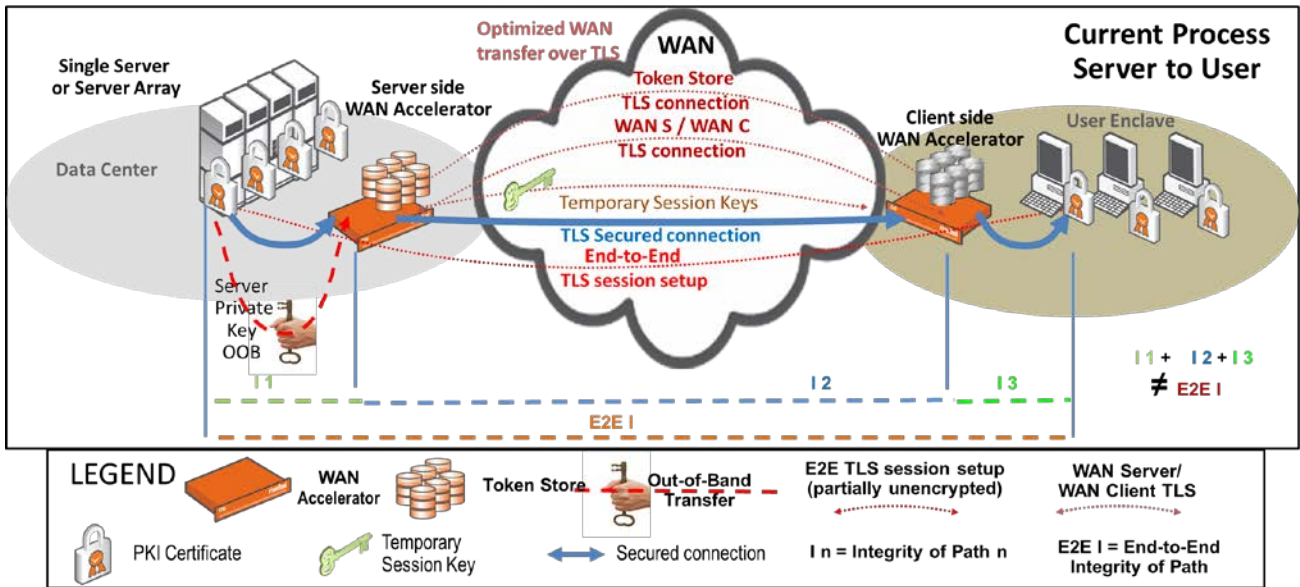 Optimized WAN
transfer over TLS
WAN
Current Process
Server to User
Single Server
or Server Array
Server side
WAN Accelerator
Token Store
TLS connection
WAN S / WAN C
TLS connection
Client side
WAN Accelerator
User Enclave
Data Center
Temporary Session Keys
TLS Secured connection
End-to-End
TLS session setup
Server
Private
Key
OOB
I 1
I 2
I 3
I 1 + I 2 + I 3
≠ E2E I
E2E I
LEGEND
WAN
Accelerator
Token Store
Out-of-Band
Transfer
E2E TLS session setup
(partially unencrypted)
WAN Server/
WAN Client TLS
PKI Certificate
Temporary
Session Key
Secured connection
I n = Integrity of Path n
E2E I = End-to-End
Integrity of Path